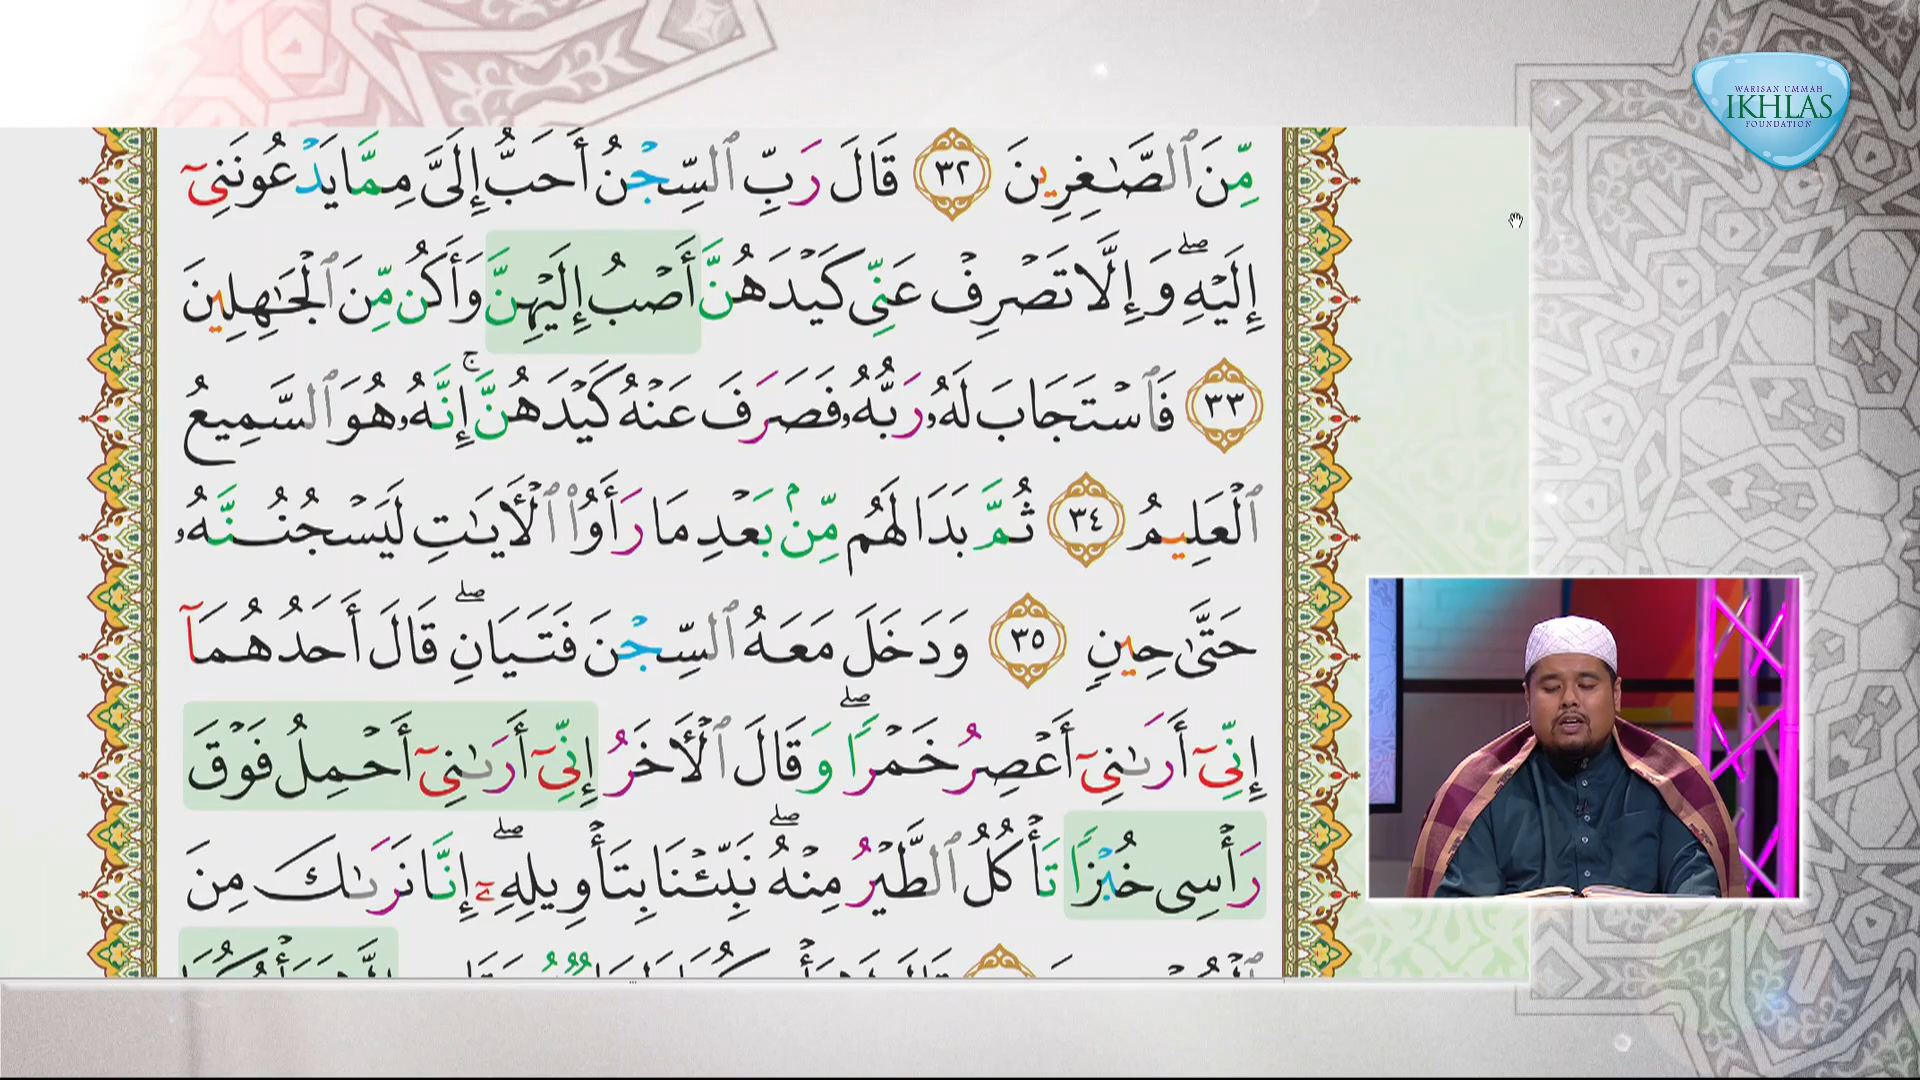 WARISAN UMMAH
IKHLAS
FOUNDATION
مِّنَ ٱلصَّـٰغِرِينَ ٣٢ قَالَ رَبِّ ٱلسِّجْنُ أَحَبُّ إِلَىَّ مِمَّا يَدْعُونَنِىٓ
إِلَيْهِ ۖ وَإِلَّا تَصْرِفْ عَنِّى كَيْدَهُنَّ أَصْبُ إِلَيْهِنَّ وَأَكُن مِّنَ ٱلْجَـٰهِلِينَ
٣٣ فَٱسْتَجَابَ لَهُۥ رَبُّهُۥ فَصَرَفَ عَنْهُ كَيْدَهُنَّ ۚ إِنَّهُۥ هُوَ ٱلسَّمِيعُ
ٱلْعَلِيمُ ٣٤ ثُمَّ بَدَا لَهُم مِّنۢ بَعْدِ مَا رَأَوُا۟ ٱلْـَٔايَـٰتِ لَيَسْجُنُنَّهُۥ
حَتَّىٰ حِينٍ ٣٥ وَدَخَلَ مَعَهُ ٱلسِّجْنَ فَتَيَانِ ۖ قَالَ أَحَدُهُمَآ
إِنِّىٓ أَرَىٰنِىٓ أَعْصِرُ خَمْرًا ۖ وَقَالَ ٱلْـَٔاخَرُ إِنِّىٓ أَرَىٰنِىٓ أَحْمِلُ فَوْقَ
رَأْسِى خُبْزًا تَأْكُلُ ٱلطَّيْرُ مِنْهُ ۖ نَبِّئْنَا بِتَأْوِيلِهِۦٓ ۖ إِنَّا نَرَىٰكَ مِنَ